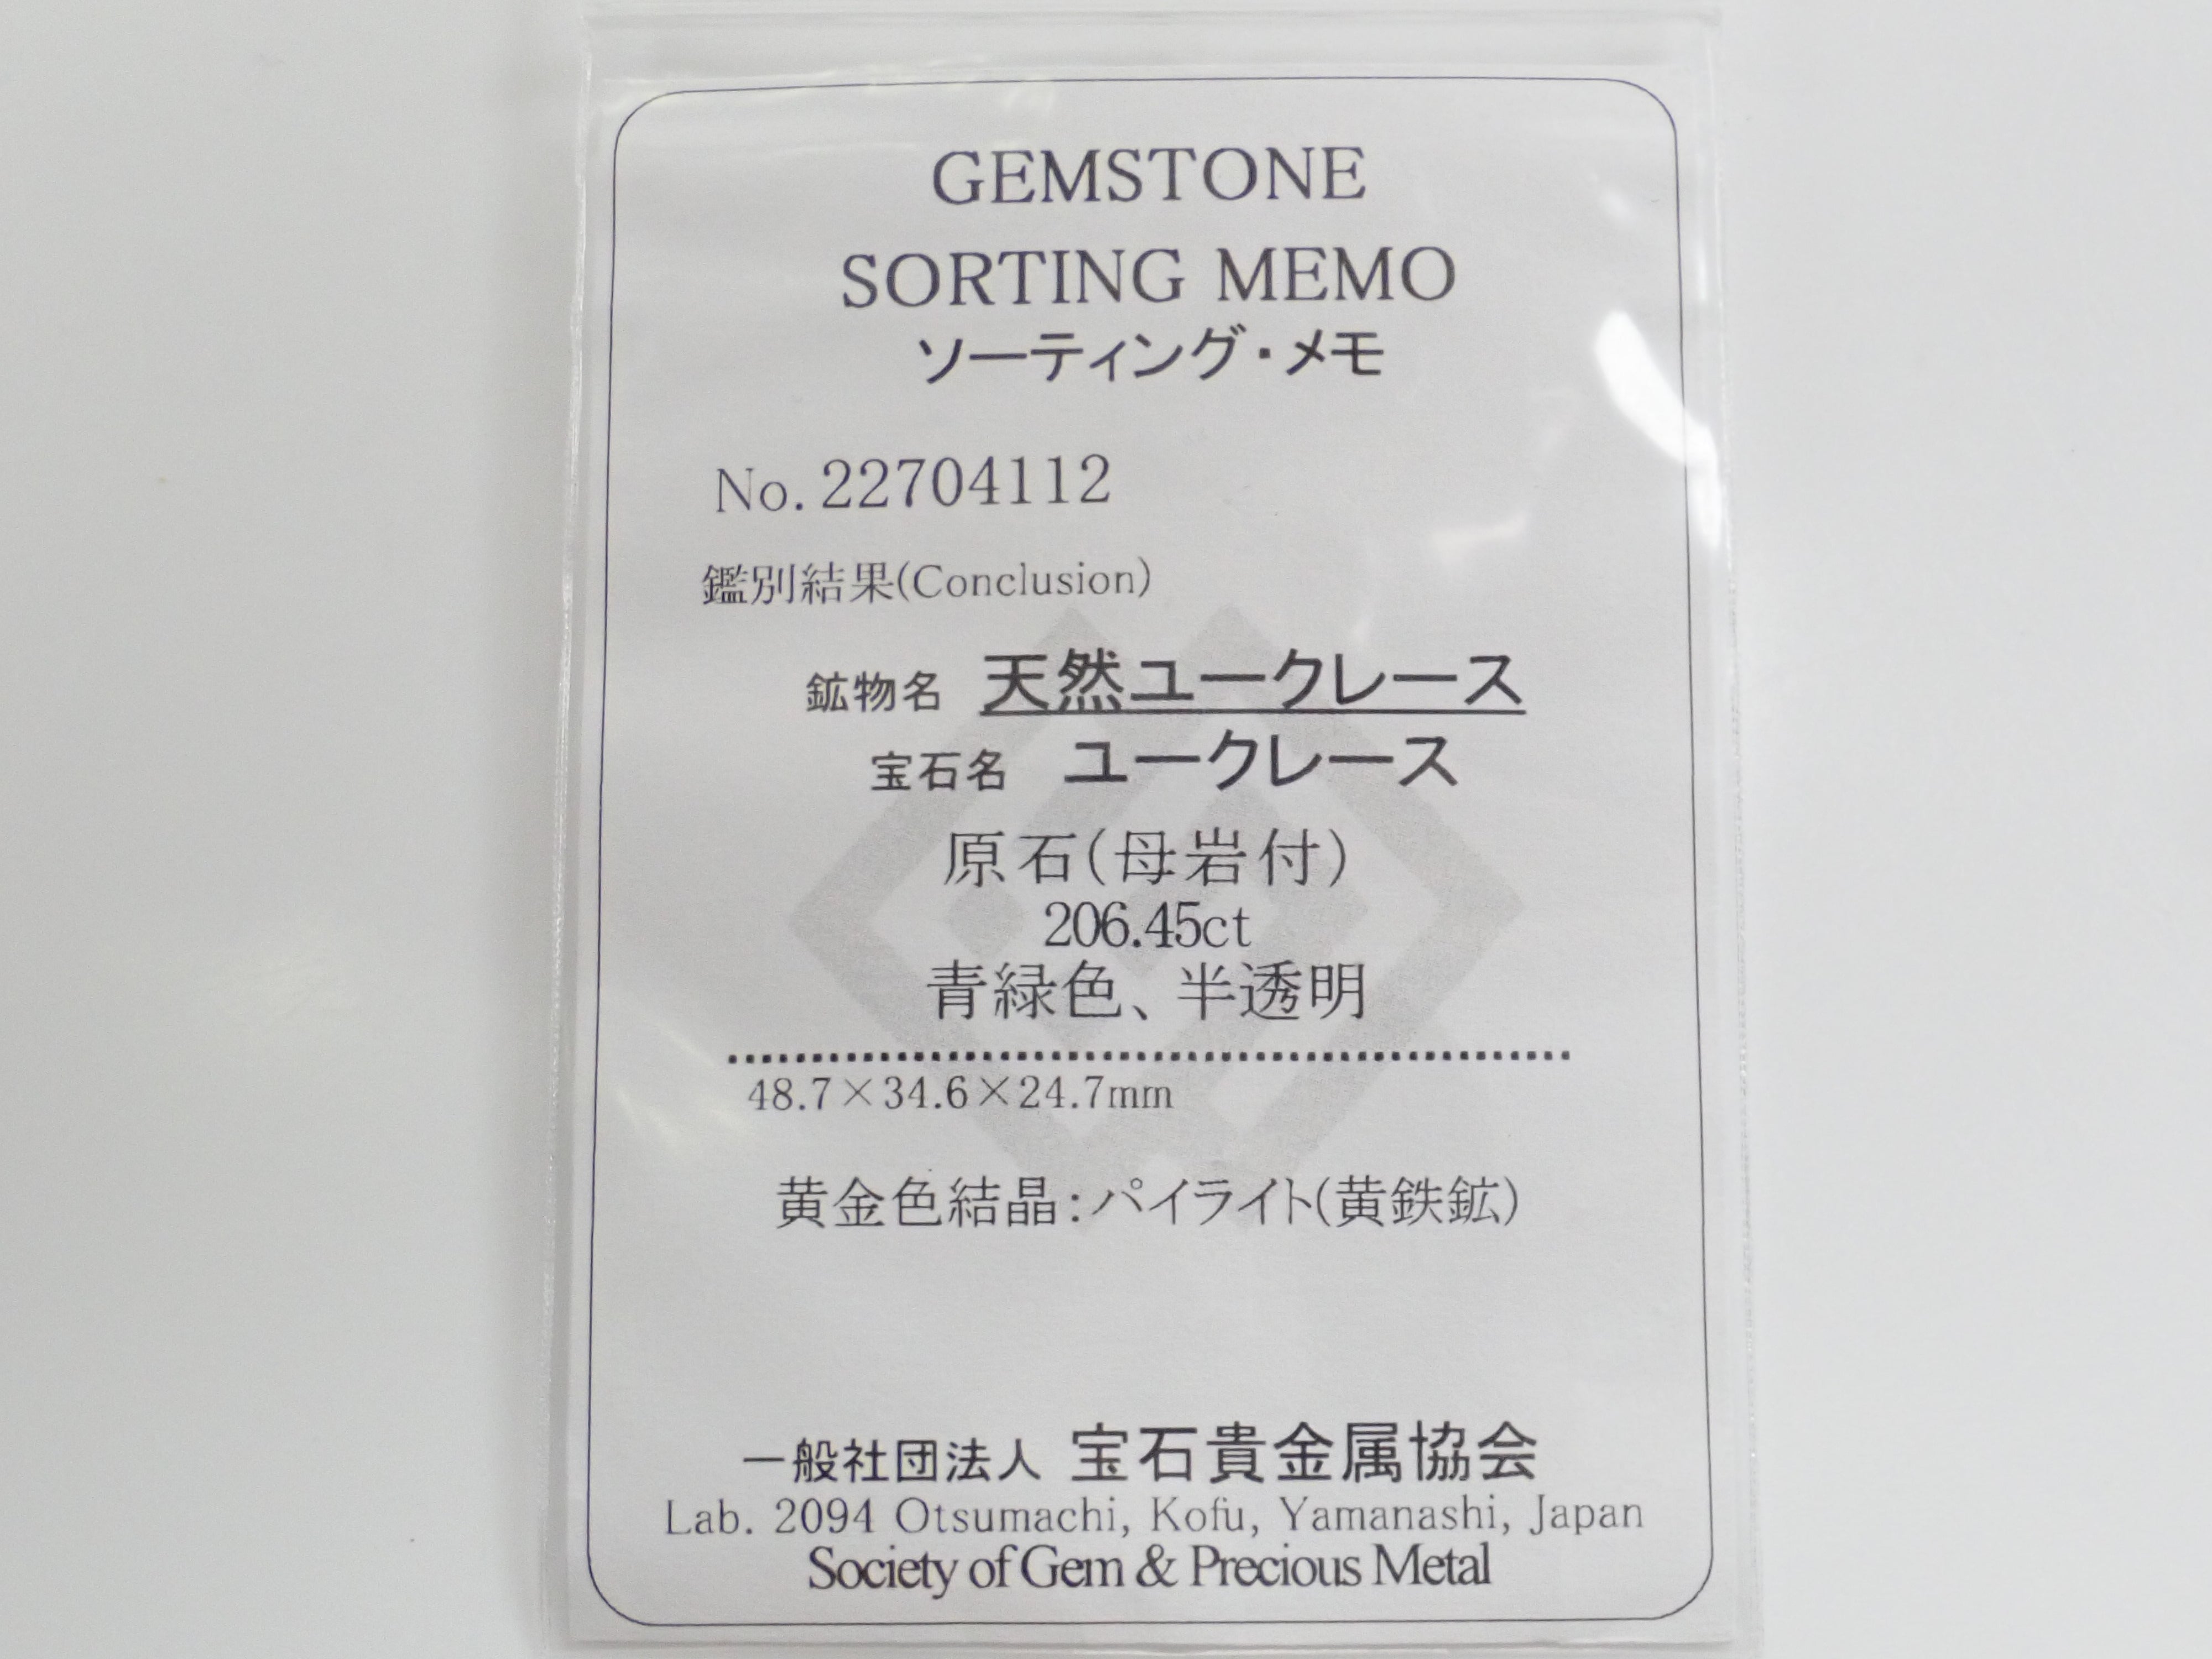 GEMSTONE
SORTING MEMO
ソーティング・メモ
No. 22704112
鑑別結果(Conclusion)
鉱物名 天然ユークレース
宝石名 ユークレース
原石(母岩付)
206.45ct
青緑色、半透明
48.7×34.6×24.7mm
黄金色結晶:パイライト(黄鉄鉱)
一般社団法人 宝石貴金属協会
Lab. 2094 Otsumachi, Kofu, Yamanashi, Japan
Society of Gem & Precious Metal